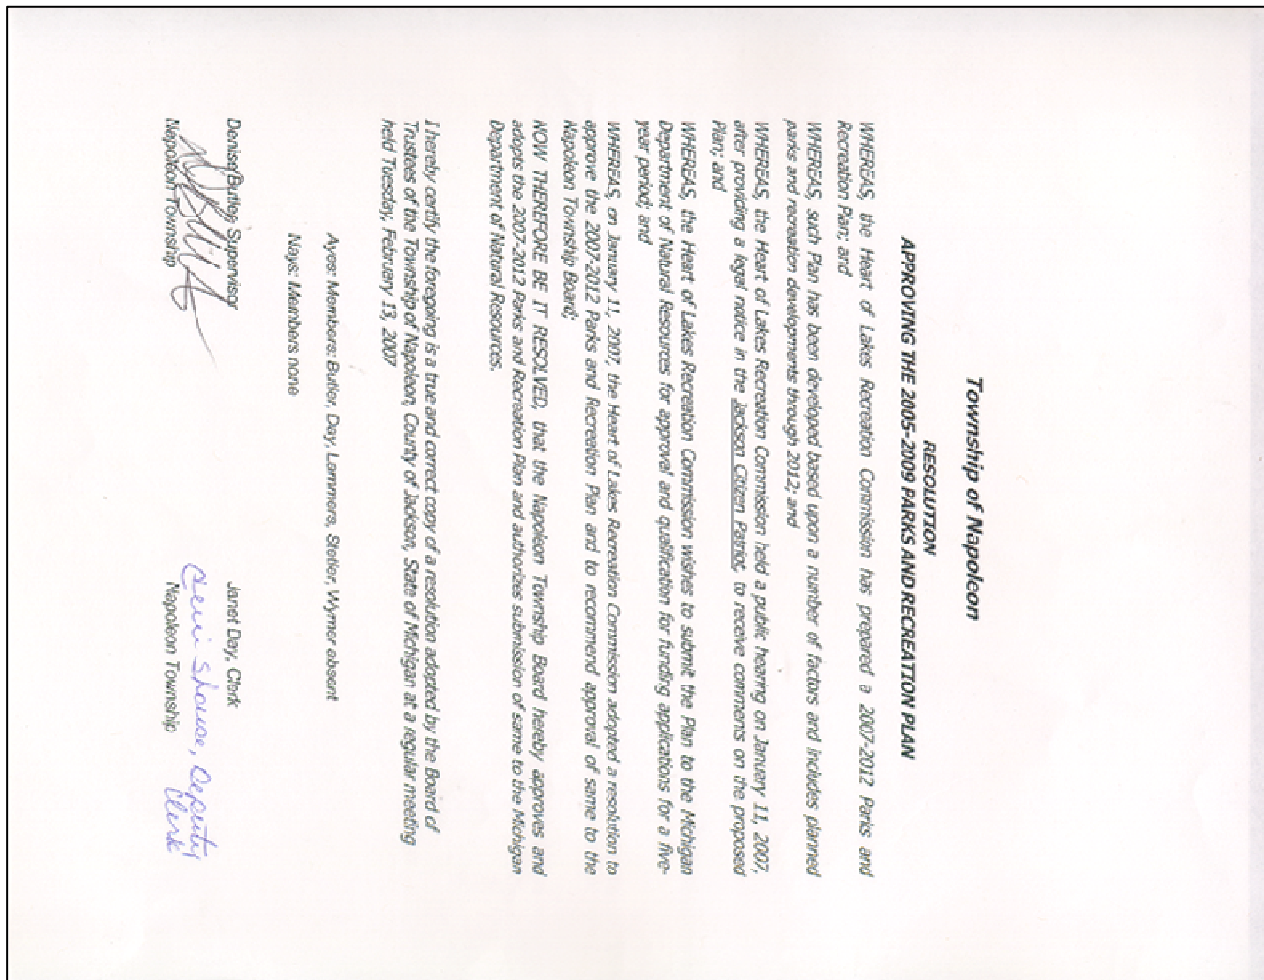 Township of Napoleon
RESOLUTION
APPROVING THE 2005-2009 PARKS AND RECREATION PLAN
WHEREAS, the Heart of Lakes Recreation Commission has prepared a 2007-2012 Parks and
Recreation Plan; and
WHEREAS, such Plan has been developed based upon a number of factors and includes planned
parks and recreation developments through 2012; and
WHEREAS, the Heart of Lakes Recreation Commission held a public hearing on January 11, 2007,
after providing a legal notice in the Jackson Citizen Patriot, to receive comments on the proposed
Plan; and
WHEREAS, the Heart of Lakes Recreation Commission wishes to submit the Plan to the Michigan
Department of Natural Resources for approval and qualification for funding applications for a five-
year period; and
WHEREAS, on January 11, 2007, the Heart of Lakes Recreation Commission adopted a resolution to
approve the 2007-2012 Parks and Recreation Plan and to recommend approval of same to the
Napoleon Township Board;
NOW THEREFORE BE IT RESOLVED, that the Napoleon Township Board hereby approves and
adopts the 2007-2012 Parks and Recreation Plan and authorizes submission of same to the Michigan
Department of Natural Resources.
I hereby certify the foregoing is a true and correct copy of a resolution adopted by the Board of
Trustees of the Township of Napoleon, County of Jackson, State of Michigan at a regular meeting
held Tuesday, February 13, 2007
Ayes: Members: Butler, Day, Lammers, Stetler, Wymer absent
Nays: Members none
Denise Butler, Supervisor
Napoleon Township
Janet Day, Clerk
Deputy
Clerk
Napoleon Township